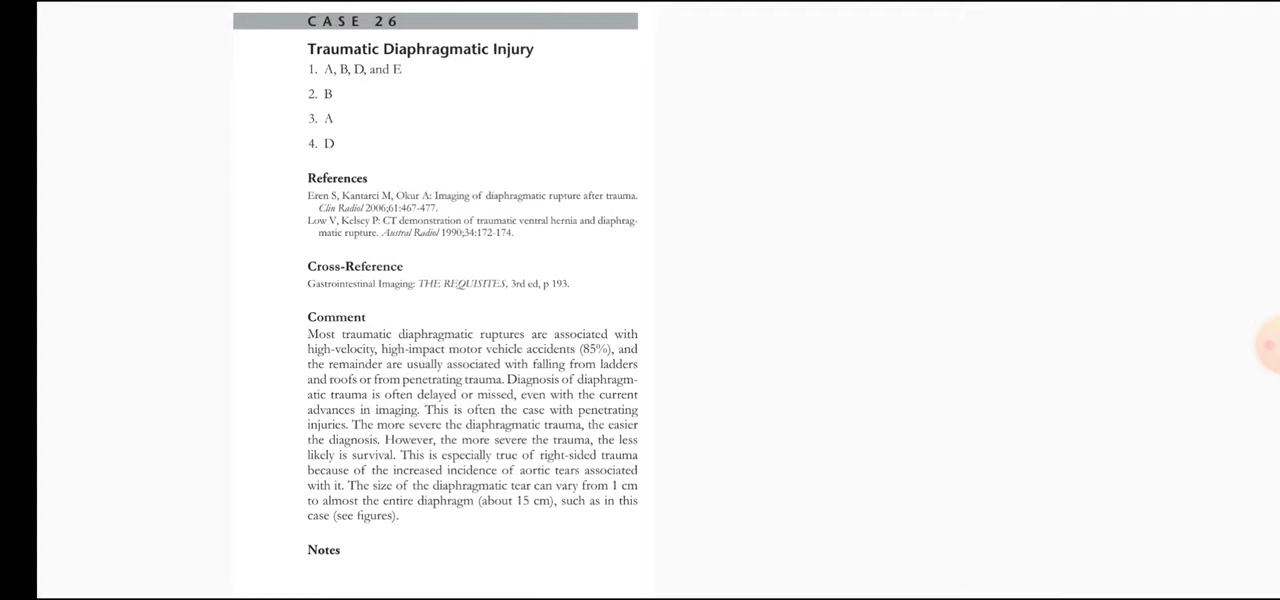 CASE 26
Traumatic Diaphragmatic Injury
1. A, B, D, and E
2. B
3. A
4. D
References
Eren S, Kantarci M, Okur A: Imaging of diaphragmatic rupture after trauma.
Clin Radiol 2006;61:467-477.
Low V, Kelsey P: CT demonstration of traumatic ventral hernia and diaphrag-
matic rupture. Austral Radiol 1990;34:172-174.
Cross-Reference
Gastrointestinal Imaging: THE REQUISITES, 3rd ed, p 193.
Comment
Most traumatic diaphragmatic ruptures are associated with
high-velocity, high-impact motor vehicle accidents (85%), and
the remainder are usually associated with falling from ladders
and roofs or from penetrating trauma. Diagnosis of diaphragm-
atic trauma is often delayed or missed, even with the current
advances in imaging. This is often the case with penetrating
injuries. The more severe the diaphragmatic trauma, the easier
the diagnosis. However, the more severe the trauma, the less
likely is survival. This is especially true of right-sided trauma
because of the increased incidence of aortic tears associated
with it. The size of the diaphragmatic tear can vary from 1 cm
to almost the entire diaphragm (about 15 cm), such as in this
case (see figures).
Notes